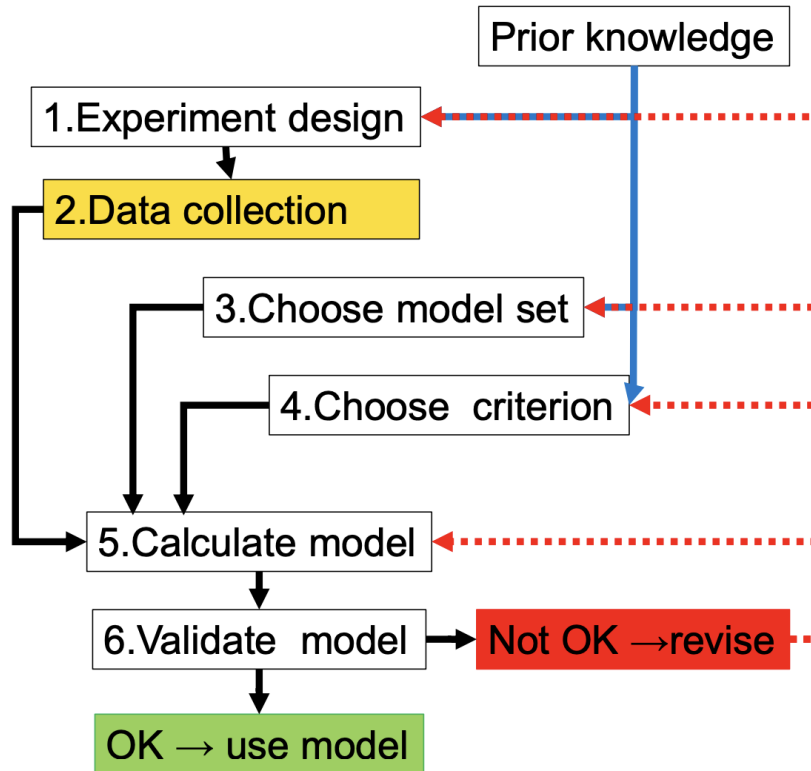 Prior knowledge
1.Experiment design
2.Data collection
3.Choose model set
4.Choose criterion
5.Calculate model
6.Validate model
Not OK →revise
OK → use model